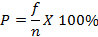 P = f/n X 100%